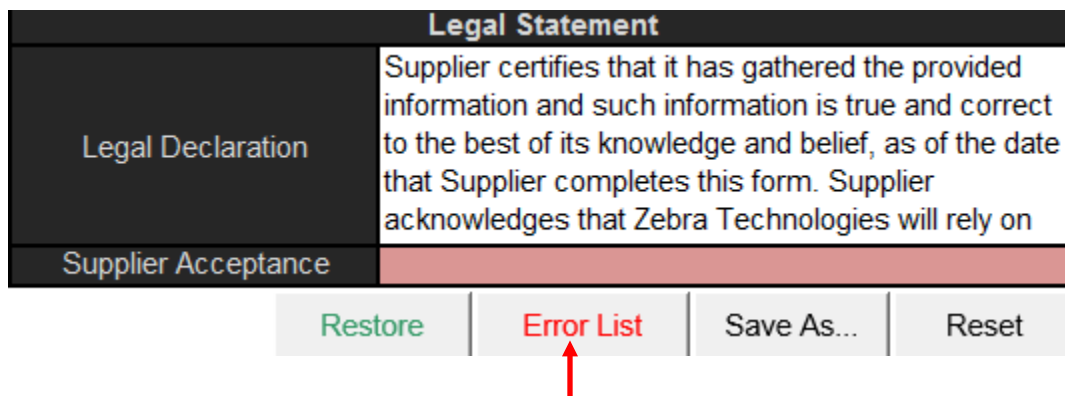 Legal Statement
Legal Declaration
Supplier certifies that it has gathered the provided
information and such information is true and correct
to the best of its knowledge and belief, as of the date
that Supplier completes this form. Supplier
acknowledges that Zebra Technologies will rely on
Supplier Acceptance
Restore
Error List
Save As...
Reset